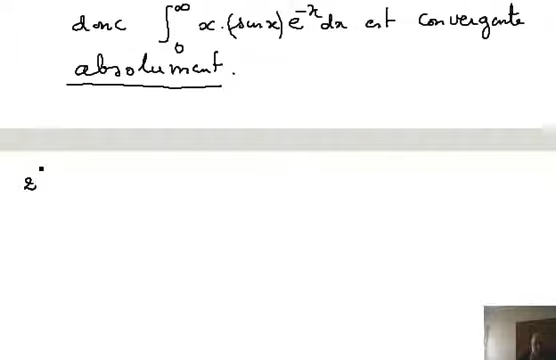 donc ∫₀^∞ x.(sin x) e^-x dx est convergente
absolument.
2